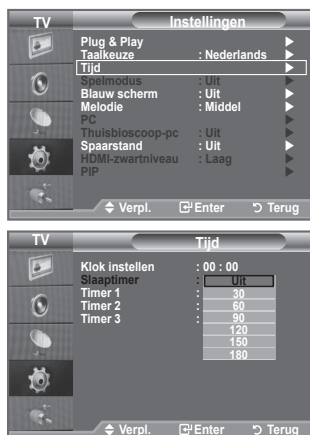 TV Instellingen
Plug & Play
Taalkeuze : Nederlands
Tijd
Spelmodus : Uit
Blauw scherm : Uit
Melodie : Middel
PC
Thuisbioscoop-pc : Uit
Spaarstand : Uit
HDMI-zwartniveau : Laag
PIP
Verpl. Enter Terug
TV Tijd
Klok instellen : 00 : 00
Slaaptimer : Uit
Timer 1 : 30
Timer 2 : 60
Timer 3 : 90
120
150
180
Verpl. Enter Terug